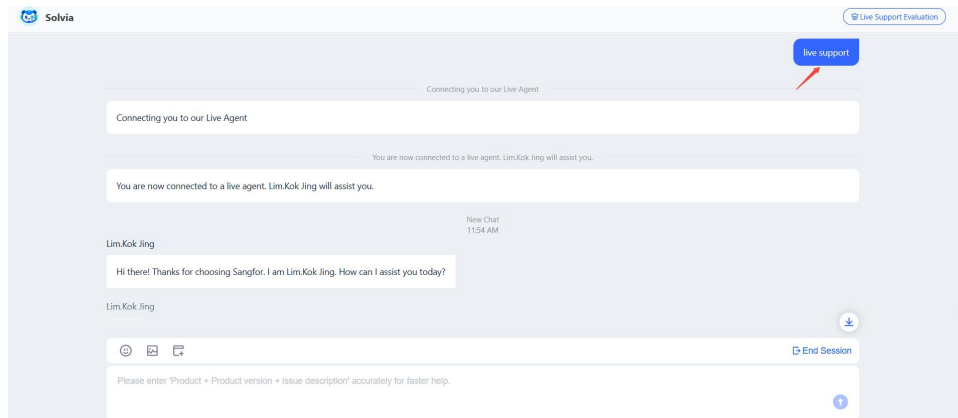 Solvia
Live Support Evaluation
live support
Connecting you to our Live Agent
Connecting you to our Live Agent
You are now connected to a live agent. Lim.Kok Jing will assist you.
You are now connected to a live agent. Lim.Kok Jing will assist you.
New Chat
11:54 AM
Lim.Kok Jing
Hi there! Thanks for choosing Sangfor. I am Lim.Kok Jing. How can I assist you today?
Lim.Kok Jing
End Session
Please enter 'Product + Product version + issue description' accurately for faster help.